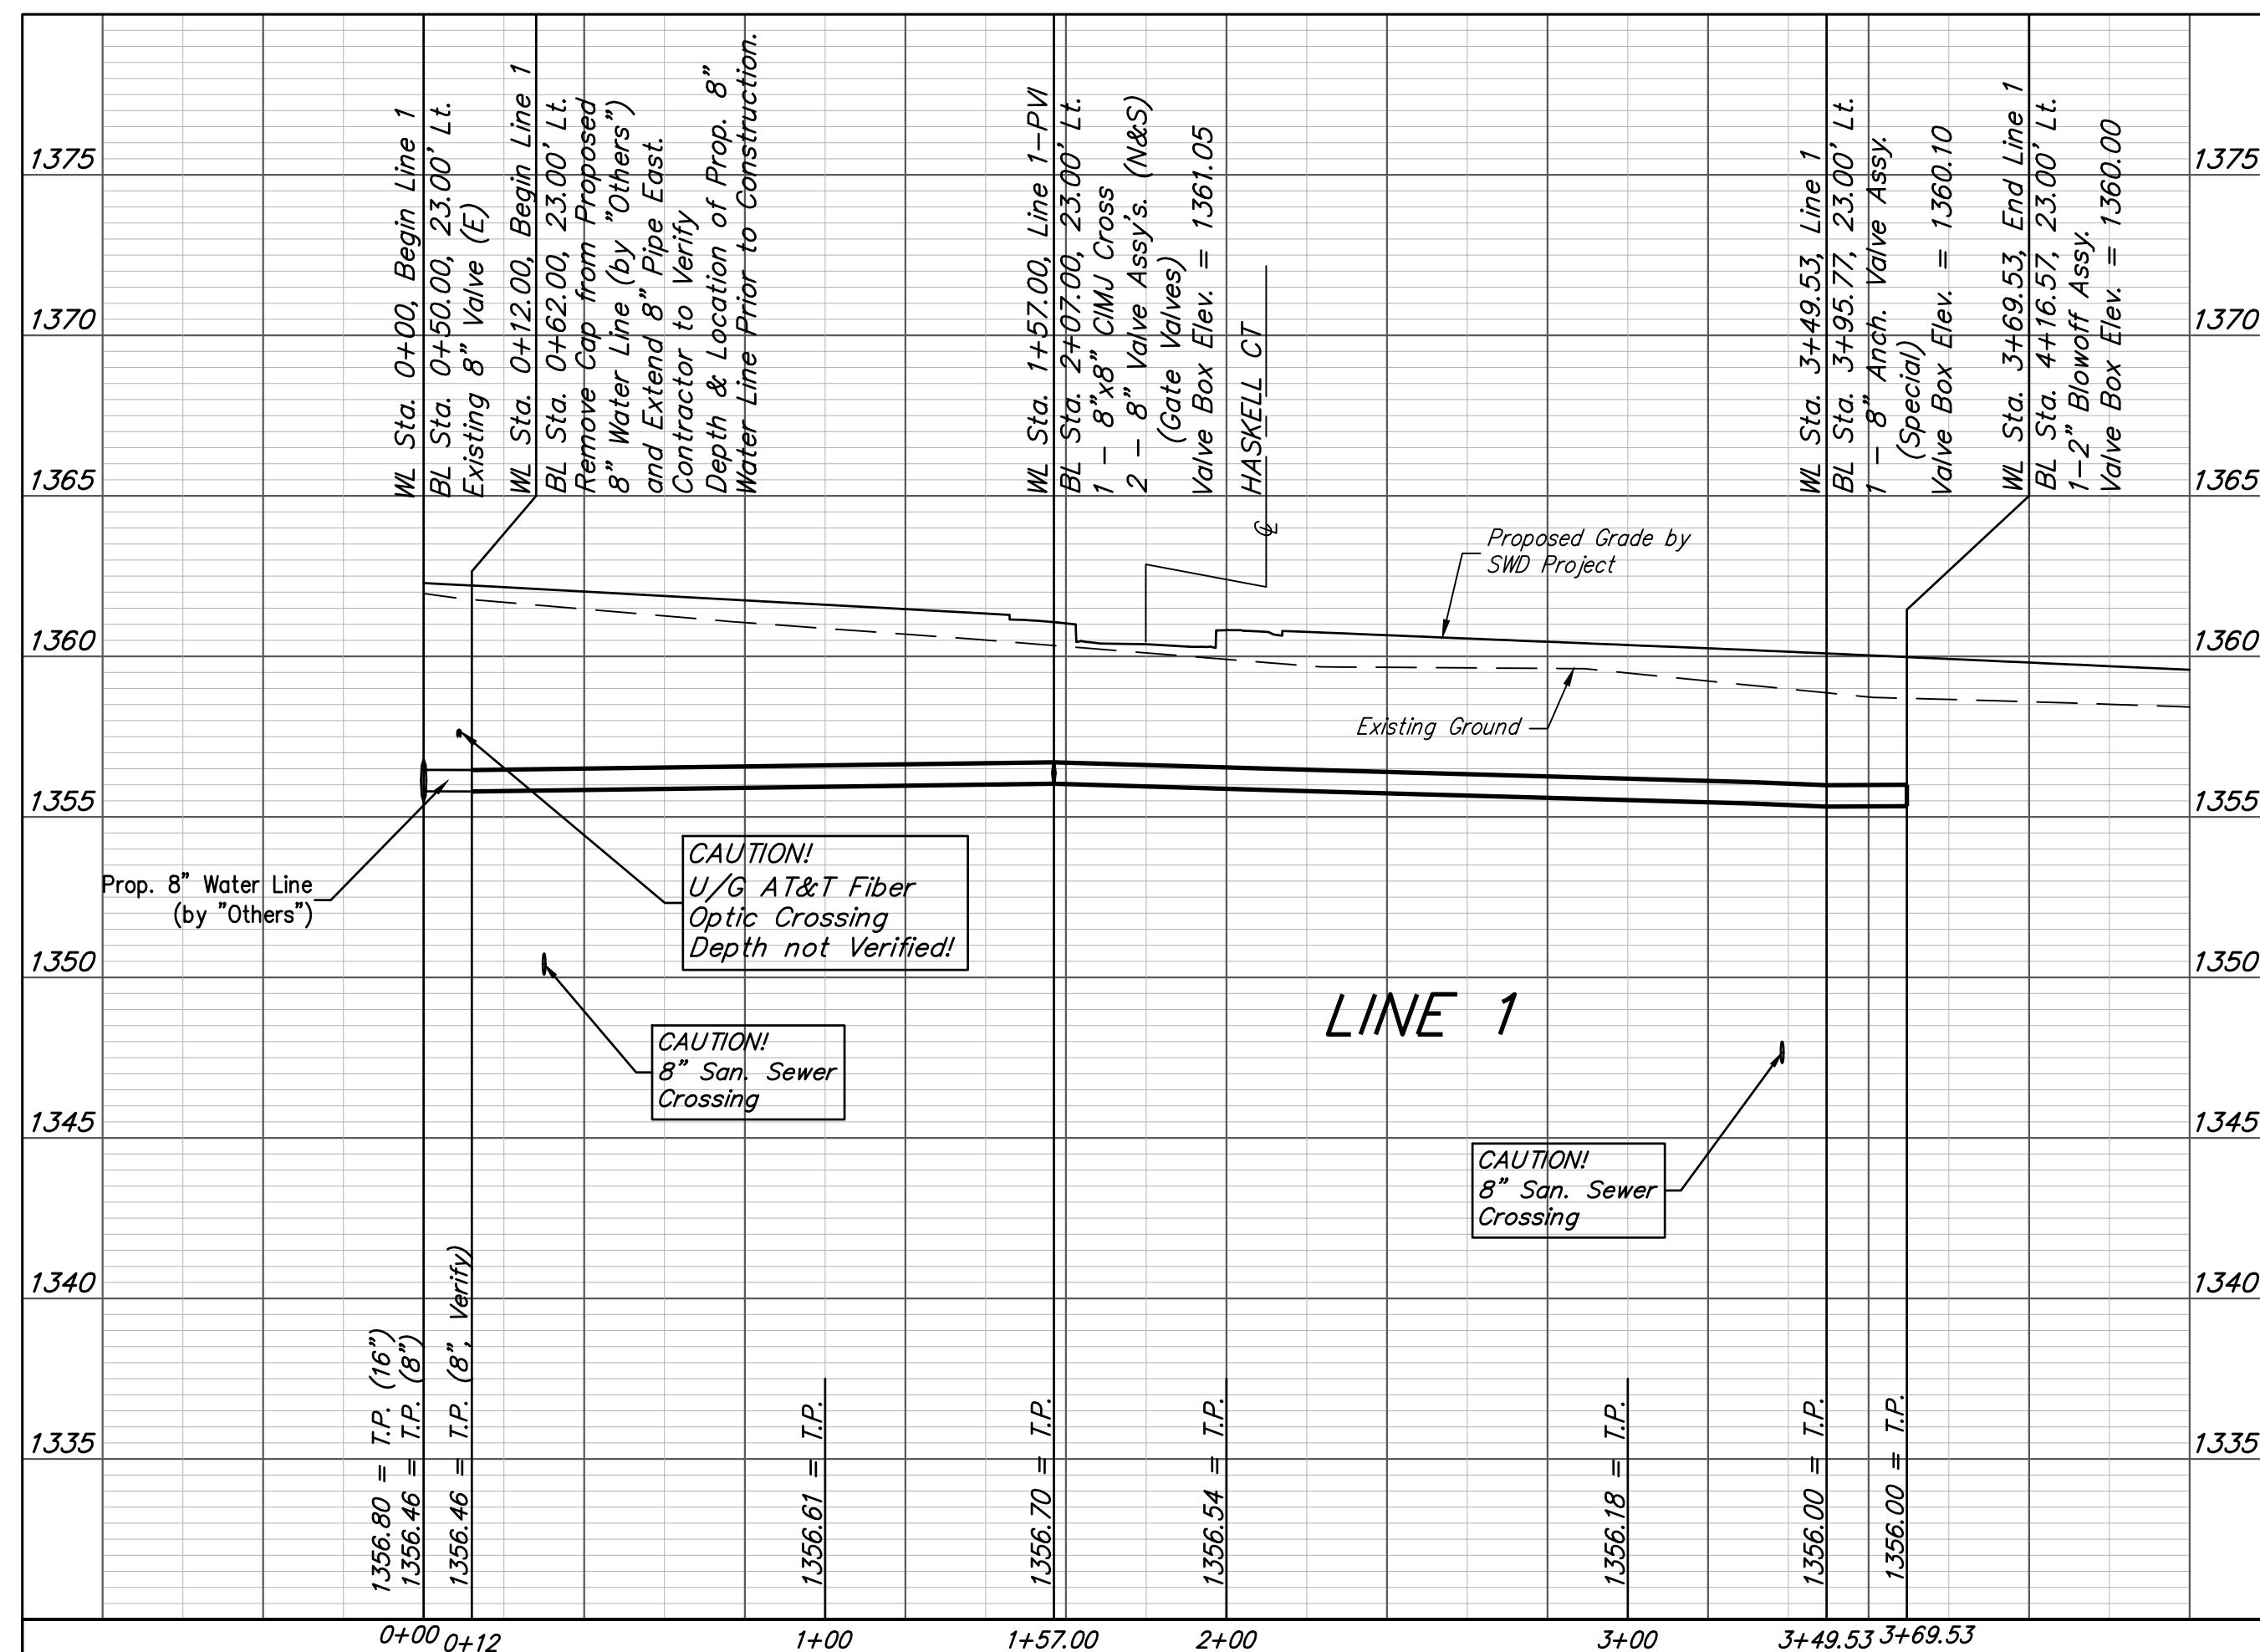 WL Sta. 0+00, Begin Line 1
BL Sta. 0+50.00, 23.00' Lt.
Existing 8" Valve (E)
WL Sta. 0+12.00, Begin Line 1
BL Sta. 0+62.00, 23.00' Lt.
Remove Cap from Proposed
8" Water Line (by "Others")
and Extend 8" Pipe East.
Contractor to Verify
Depth & Location of Prop. 8"
Water Line Prior to Construction.
WL Sta. 1+57.00, Line 1-PVI
BL Sta. 2+07.00, 23.00' Lt.
1 - 8"x8" CIMJ Cross
2 - 8" Valve Assy's. (N&S)
(Gate Valves)
Valve Box Elev. = 1361.05
HASKELL CT
℄
WL Sta. 3+49.53, Line 1
BL Sta. 3+95.77, 23.00' Lt.
1 - 8" Anch. Valve Assy.
(Special)
Valve Box Elev. = 1360.10
WL Sta. 3+69.53, End Line 1
BL Sta. 4+16.57, 23.00' Lt.
1-2" Blowoff Assy.
Valve Box Elev. = 1360.00
1375
1375
1370
1370
1365
1365
Proposed Grade by
SWD Project
1360
1360
Existing Ground
1355
1355
Prop. 8" Water Line
(by "Others")
CAUTION!
U/G AT&T Fiber
Optic Crossing
Depth not Verified!
1350
1350
LINE 1
CAUTION!
8" San. Sewer
Crossing
1345
1345
CAUTION!
8" San. Sewer
Crossing
1340
1340
1335
1335
1356.80 = T.P. (16")
1356.46 = T.P. (8")
1356.46 = T.P. (8", Verify)
1356.61 = T.P.
1356.70 = T.P.
1356.54 = T.P.
1356.18 = T.P.
1356.00 = T.P.
1356.00 = T.P.
0+00
0+12
1+00
1+57.00
2+00
3+00
3+49.53
3+69.53